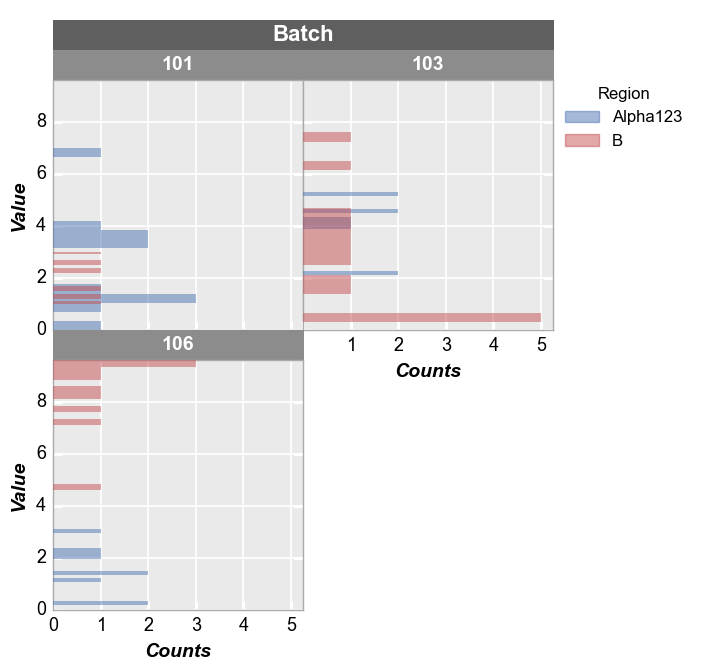 Batch
101
103
Region
Alpha123
B
8
6
4
2
0
Value
1 2 3 4 5
Counts
106
8
6
4
2
0
Value
0 1 2 3 4 5
Counts